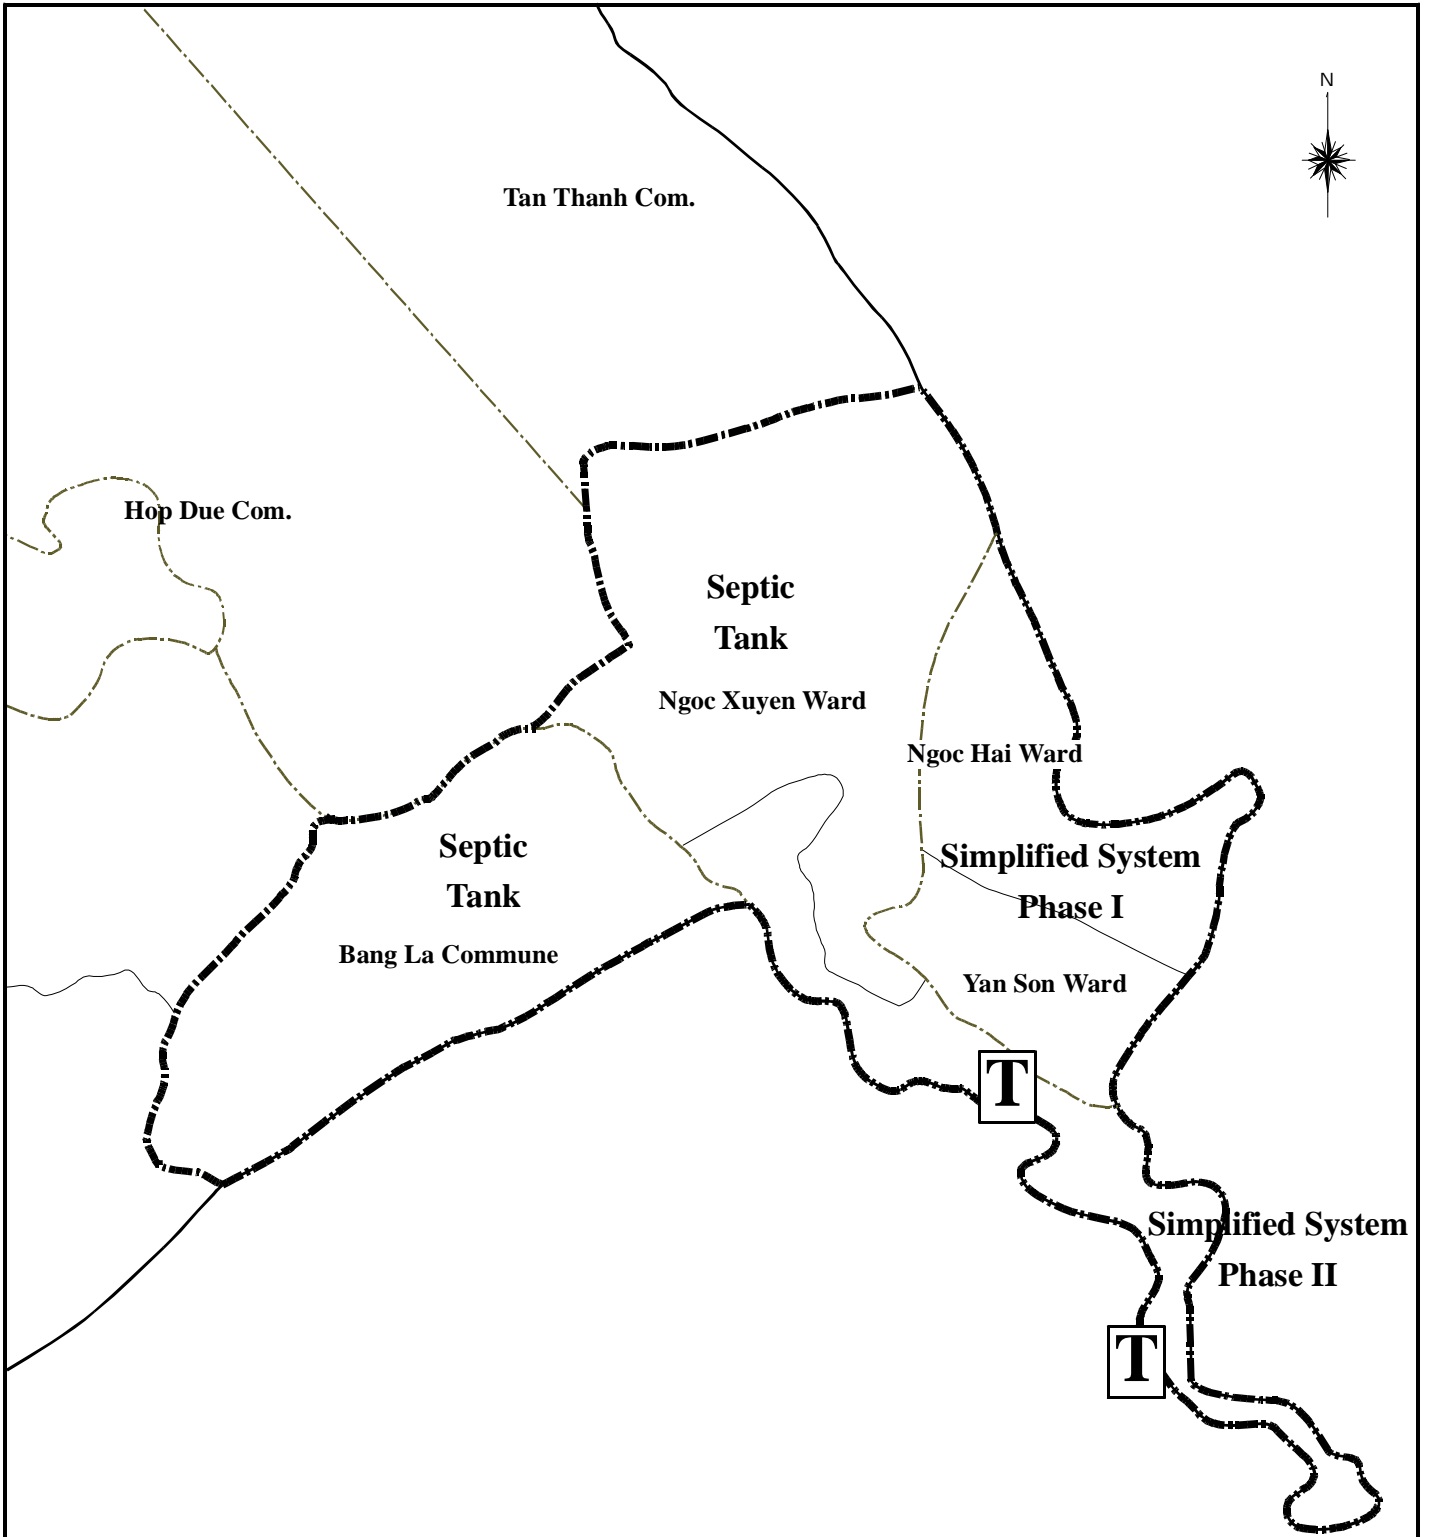 N
Tan Thanh Com.
Hop Due Com.
Septic
Tank
Ngoc Xuyen Ward
Ngoc Hai Ward
Septic
Tank
Bang La Commune
Simplified System
Phase I
Yan Son Ward
T
Simplified System
Phase II
T